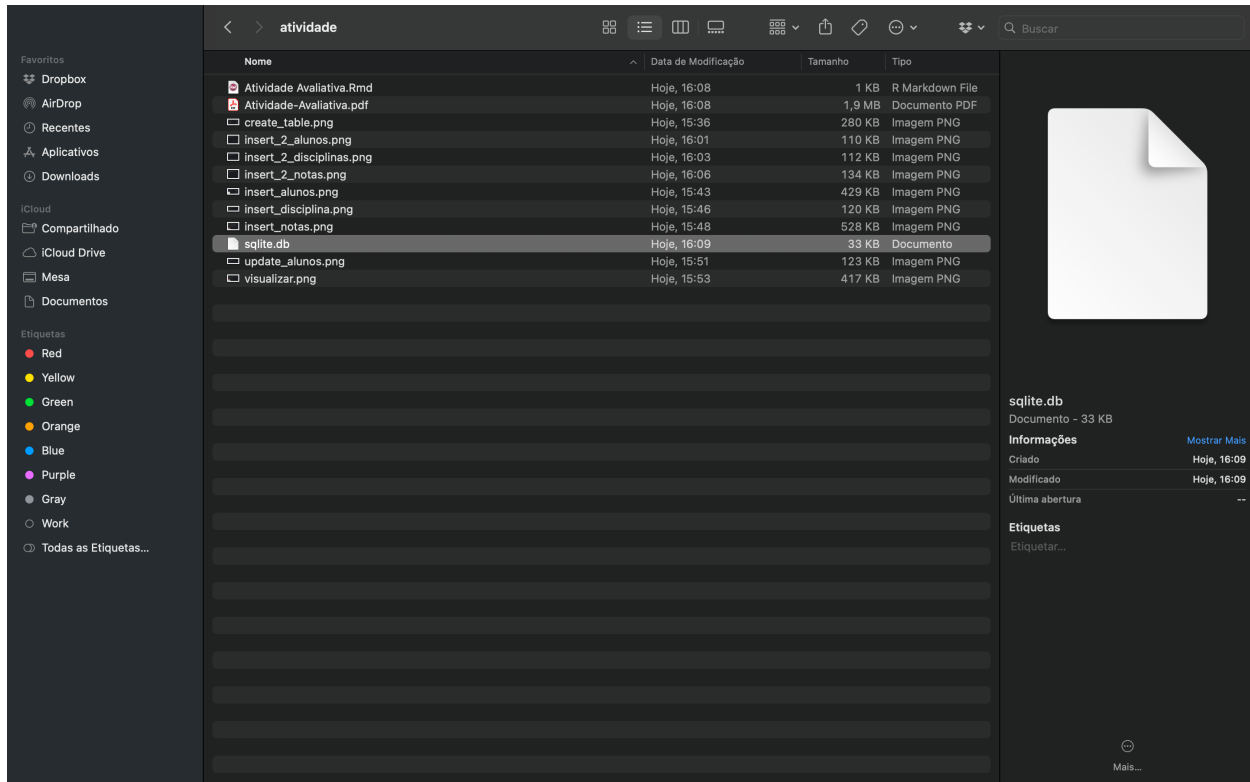 atividade
Buscar
Favoritos
Dropbox
AirDrop
Recentes
Aplicativos
Downloads
iCloud
Compartilhado
iCloud Drive
Mesa
Documentos
Etiquetas
Red
Yellow
Green
Orange
Blue
Purple
Gray
Work
Todas as Etiquetas...
Nome Data de Modificação Tamanho Tipo
Atividade Avaliativa.Rmd Hoje, 16:08 1 KB R Markdown File
Atividade-Avaliativa.pdf Hoje, 16:08 1,9 MB Documento PDF
create_table.png Hoje, 15:36 280 KB Imagem PNG
insert_2_alunos.png Hoje, 16:01 110 KB Imagem PNG
insert_2_disciplinas.png Hoje, 16:03 112 KB Imagem PNG
insert_2_notas.png Hoje, 16:06 134 KB Imagem PNG
insert_alunos.png Hoje, 15:43 429 KB Imagem PNG
insert_disciplina.png Hoje, 15:46 120 KB Imagem PNG
insert_notas.png Hoje, 15:48 528 KB Imagem PNG
sqlite.db Hoje, 16:09 33 KB Documento
update_alunos.png Hoje, 15:51 123 KB Imagem PNG
visualizar.png Hoje, 15:53 417 KB Imagem PNG
sqlite.db
Documento - 33 KB
Informações Mostrar Mais
Criado Hoje, 16:09
Modificado Hoje, 16:09
Última abertura --
Etiquetas
Etiquetar...
Mais...